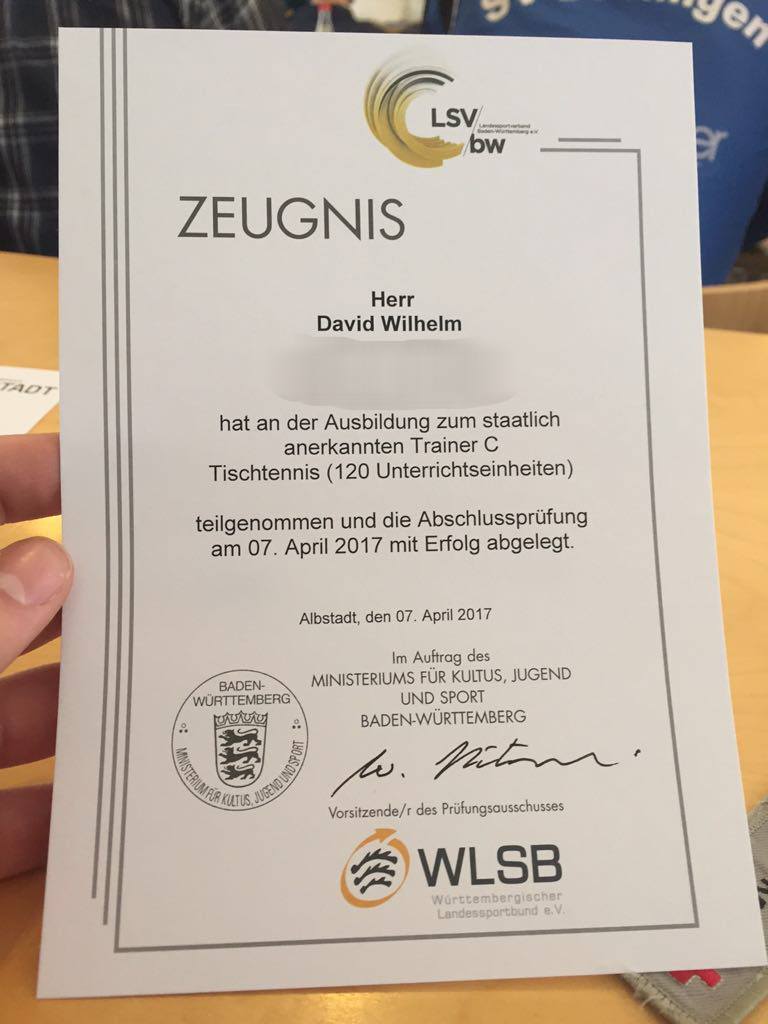 LSV/
Landessportverband
Baden-Württemberg e.V.
/bw
ZEUGNIS
Herr
David Wilhelm
hat an der Ausbildung zum staatlich
anerkannten Trainer C
Tischtennis (120 Unterrichtseinheiten)
teilgenommen und die Abschlussprüfung
am 07. April 2017 mit Erfolg abgelegt.
Albstadt, den 07. April 2017
Im Auftrag des
MINISTERIUMS FÜR KULTUS, JUGEND
UND SPORT
BADEN-WÜRTTEMBERG
BADEN-
WÜRTTEMBERG
MINISTERIUM FÜR KULTUS, JUGEND UND SPORT
Vorsitzende/r des Prüfungsausschusses
WLSB
Württembergischer
Landessportbund e.V.